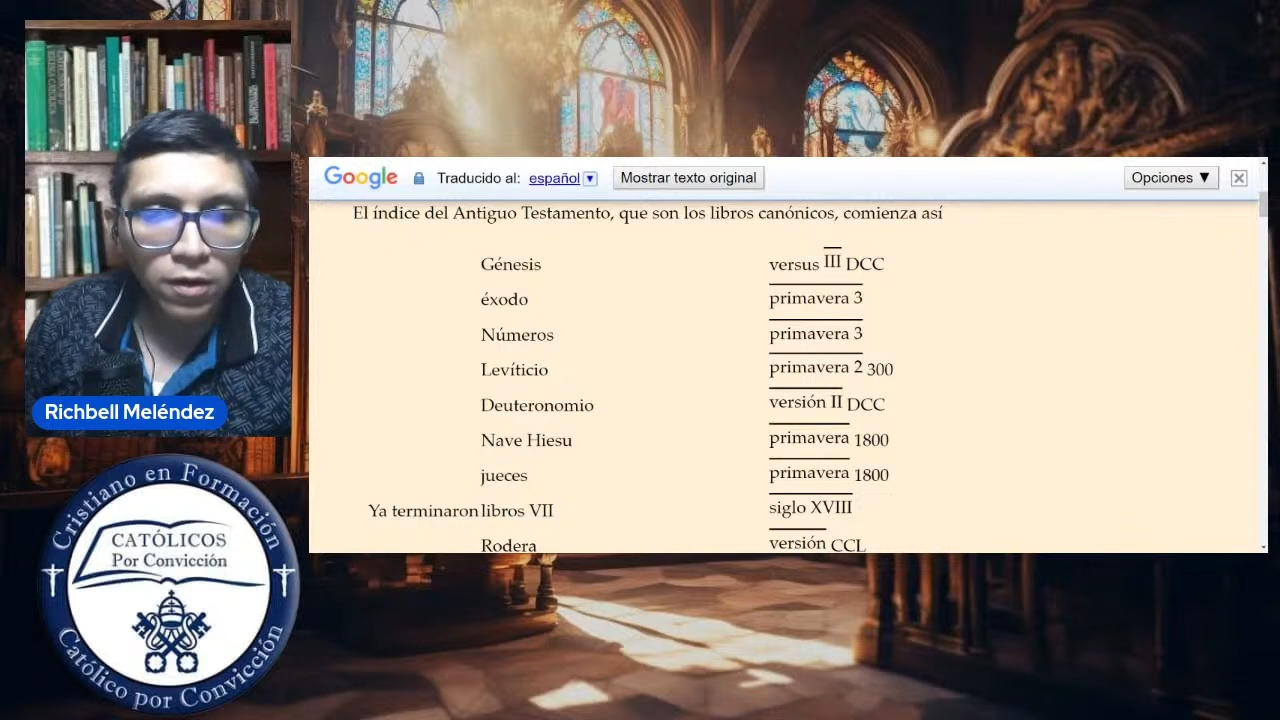 Google Traducido al: español ▼ Mostrar texto original Opciones ▼
El índice del Antiguo Testamento, que son los libros canónicos, comienza así
Génesis versus III DCC
éxodo primavera 3
Números primavera 3
Levíticio primavera 2 300
Deuteronomio versión II DCC
Nave Hiesu primavera 1800
jueces primavera 1800
Ya terminaron libros VII siglo XVIII
Rodera versión CCL
Richbell Meléndez
Cristiano en Formación
CATÓLICOS
Por Convicción
Católico por Convicción